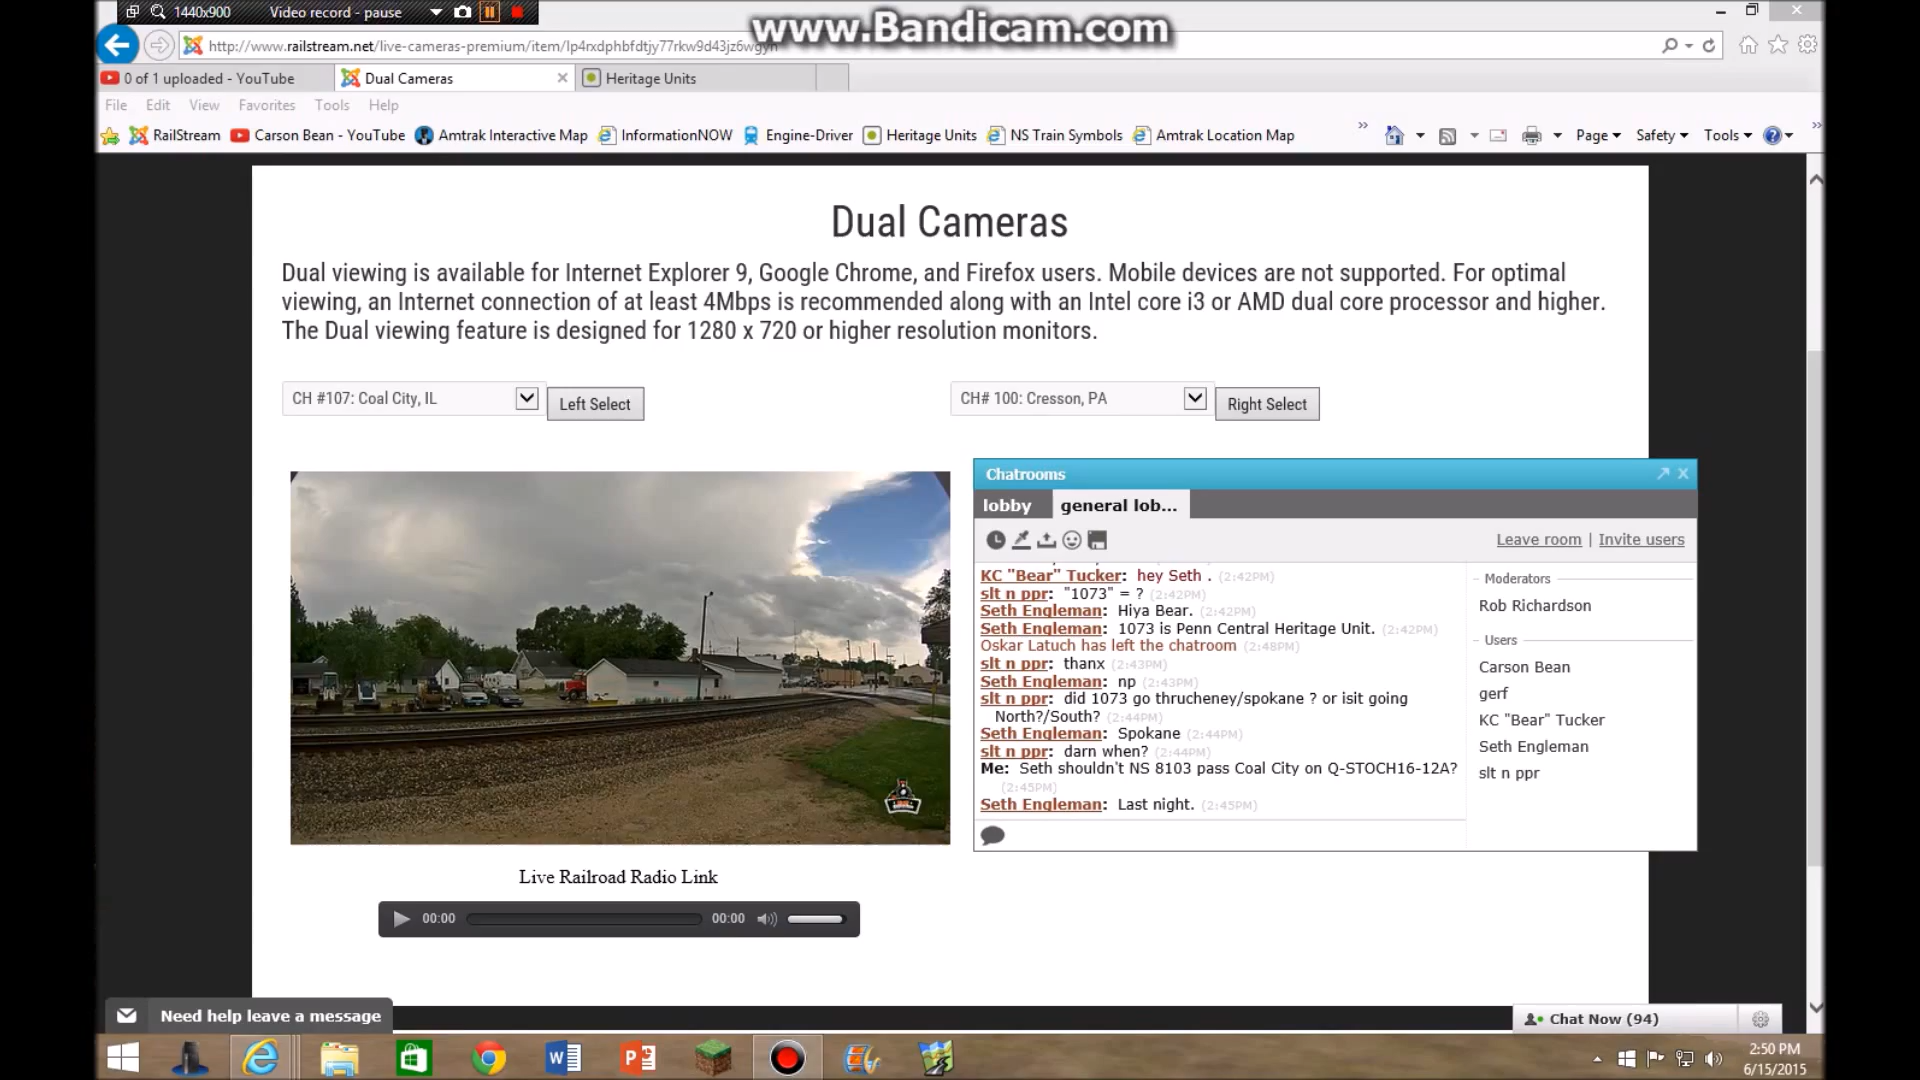 1440x900 Video record - pause
www.Bandicam.com
http://www.railstream.net/live-cameras-premium/item/lp4rxdphbfdtjy77rkw9d43jz6wgyn
0 of 1 uploaded - YouTube Dual Cameras Heritage Units
File Edit View Favorites Tools Help
RailStream Carson Bean - YouTube Amtrak Interactive Map InformationNOW Engine-Driver Heritage Units NS Train Symbols Amtrak Location Map Page Safety Tools
Dual Cameras
Dual viewing is available for Internet Explorer 9, Google Chrome, and Firefox users. Mobile devices are not supported. For optimal
viewing, an Internet connection of at least 4Mbps is recommended along with an Intel core i3 or AMD dual core processor and higher.
The Dual viewing feature is designed for 1280 x 720 or higher resolution monitors.
CH #107: Coal City, IL Left Select CH# 100: Cresson, PA Right Select
Chatrooms
lobby general lob...
Leave room | Invite users
KC "Bear" Tucker: hey Seth . (2:42PM)
slt n ppr: "1073" = ? (2:42PM)
Seth Engleman: Hiya Bear. (2:42PM)
Seth Engleman: 1073 is Penn Central Heritage Unit. (2:42PM)
Oskar Latuch has left the chatroom (2:48PM)
slt n ppr: thanx (2:43PM)
Seth Engleman: np (2:43PM)
slt n ppr: did 1073 go thrucheney/spokane ? or isit going
North?/South? (2:44PM)
Seth Engleman: Spokane (2:44PM)
slt n ppr: darn when? (2:44PM)
Me: Seth shouldn't NS 8103 pass Coal City on Q-STOCH16-12A?
(2:45PM)
Seth Engleman: Last night. (2:45PM)
Moderators
Rob Richardson
Users
Carson Bean
gerf
KC "Bear" Tucker
Seth Engleman
slt n ppr
Live Railroad Radio Link
00:00 00:00
Need help leave a message
Chat Now (94)
2:50 PM
6/15/2015